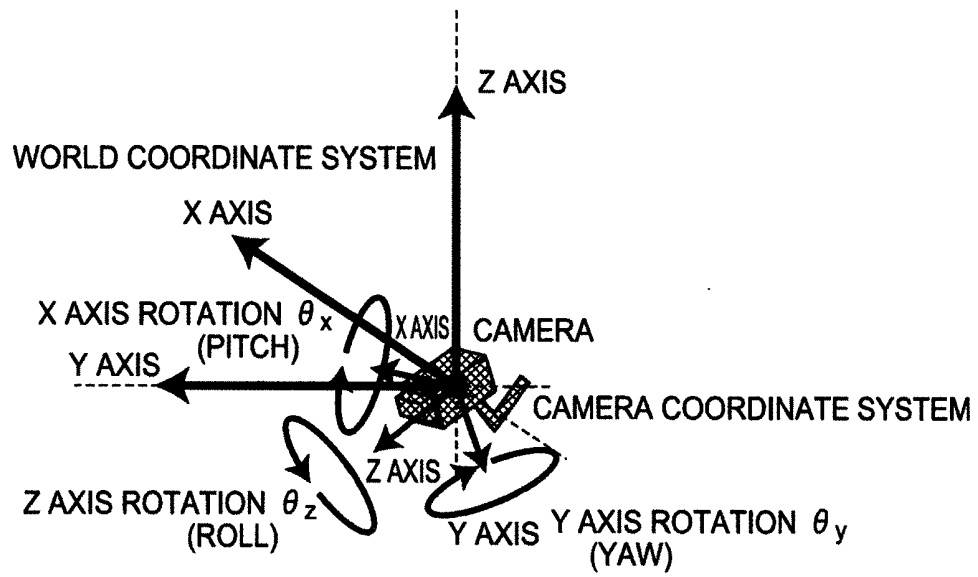 Z AXIS
WORLD COORDINATE SYSTEM
X AXIS
X AXIS ROTATION θx
(PITCH)
X AXIS
CAMERA
Y AXIS
CAMERA COORDINATE SYSTEM
Z AXIS
Z AXIS ROTATION θz
(ROLL)
Y AXIS
Y AXIS ROTATION θy
(YAW)